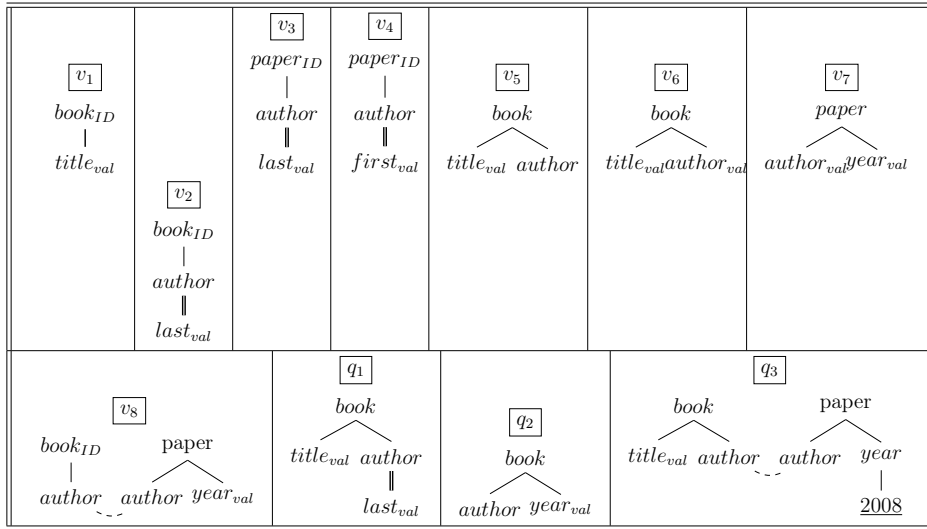 v3 v4
v1 paperID paperID v5 v6 v7
bookID author author book book paper
titleval lastval firstval titleval author titleval authorval authorval yearval
v2
bookID
author
lastval
q1 q3
v8 book q2 book paper
bookID paper titleval author book titleval author author year
author author yearval lastval author yearval 2008